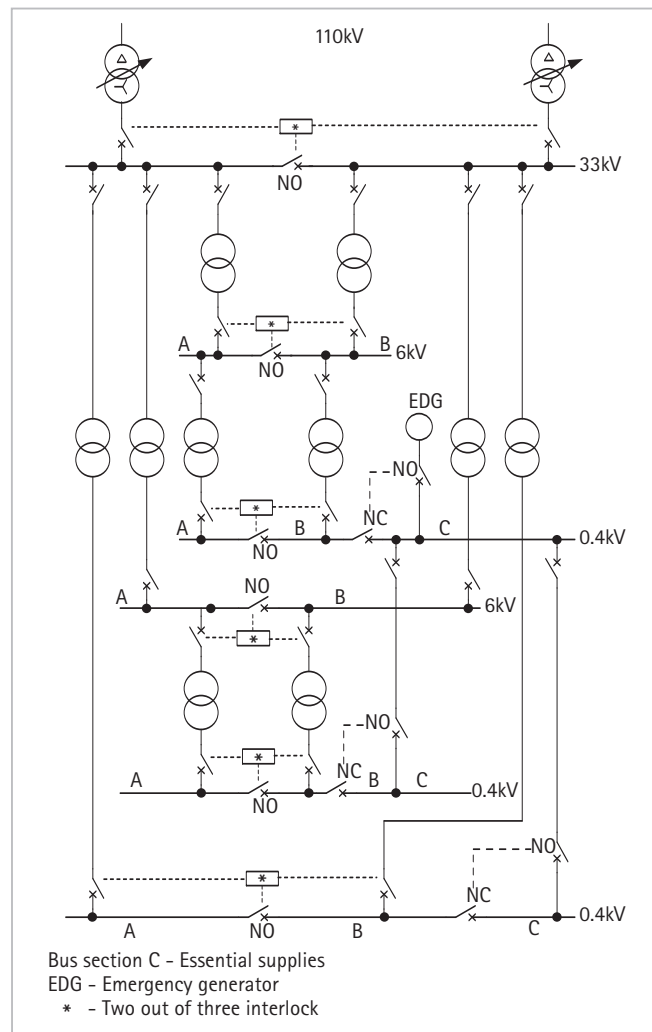 110kV
*
NO
33kV
*
A
B
NO
6kV
EDG
NO
*
NC
A
B
C
NO
0.4kV
NO
A
B
6kV
*
NO
*
NC
A
B
C
NO
0.4kV
NO
*
NC
0.4kV
A
NO
B
C
Bus section C - Essential supplies
EDG - Emergency generator
* - Two out of three interlock